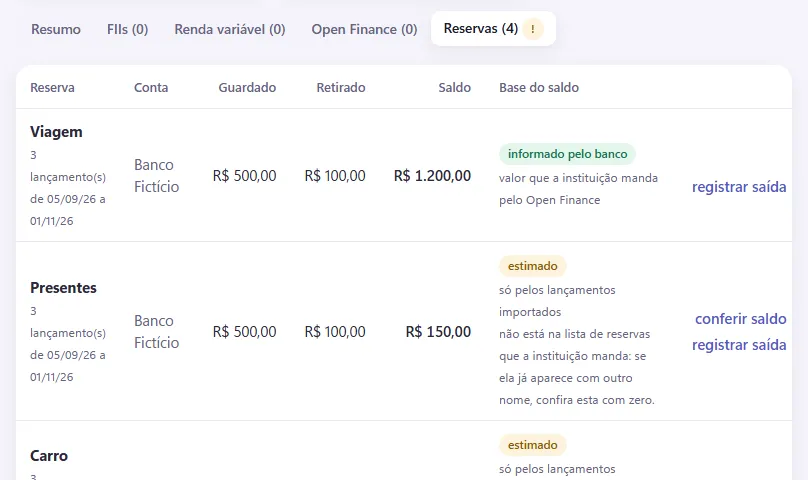 Resumo
FIIs (0)
Renda variável (0)
Open Finance (0)
Reservas (4) !
Reserva
Conta
Guardado
Retirado
Saldo
Base do saldo
Viagem
3
lançamento(s)
de 05/09/26 a
01/11/26
Banco
Fictício
R$ 500,00
R$ 100,00
R$ 1.200,00
informado pelo banco
valor que a instituição manda
pelo Open Finance
registrar saída
Presentes
3
lançamento(s)
de 05/09/26 a
01/11/26
Banco
Fictício
R$ 500,00
R$ 100,00
R$ 150,00
estimado
só pelos lançamentos
importados
não está na lista de reservas
que a instituição manda: se
ela já aparece com outro
nome, confira esta com zero.
conferir saldo
registrar saída
Carro
3
estimado
só pelos lançamentos